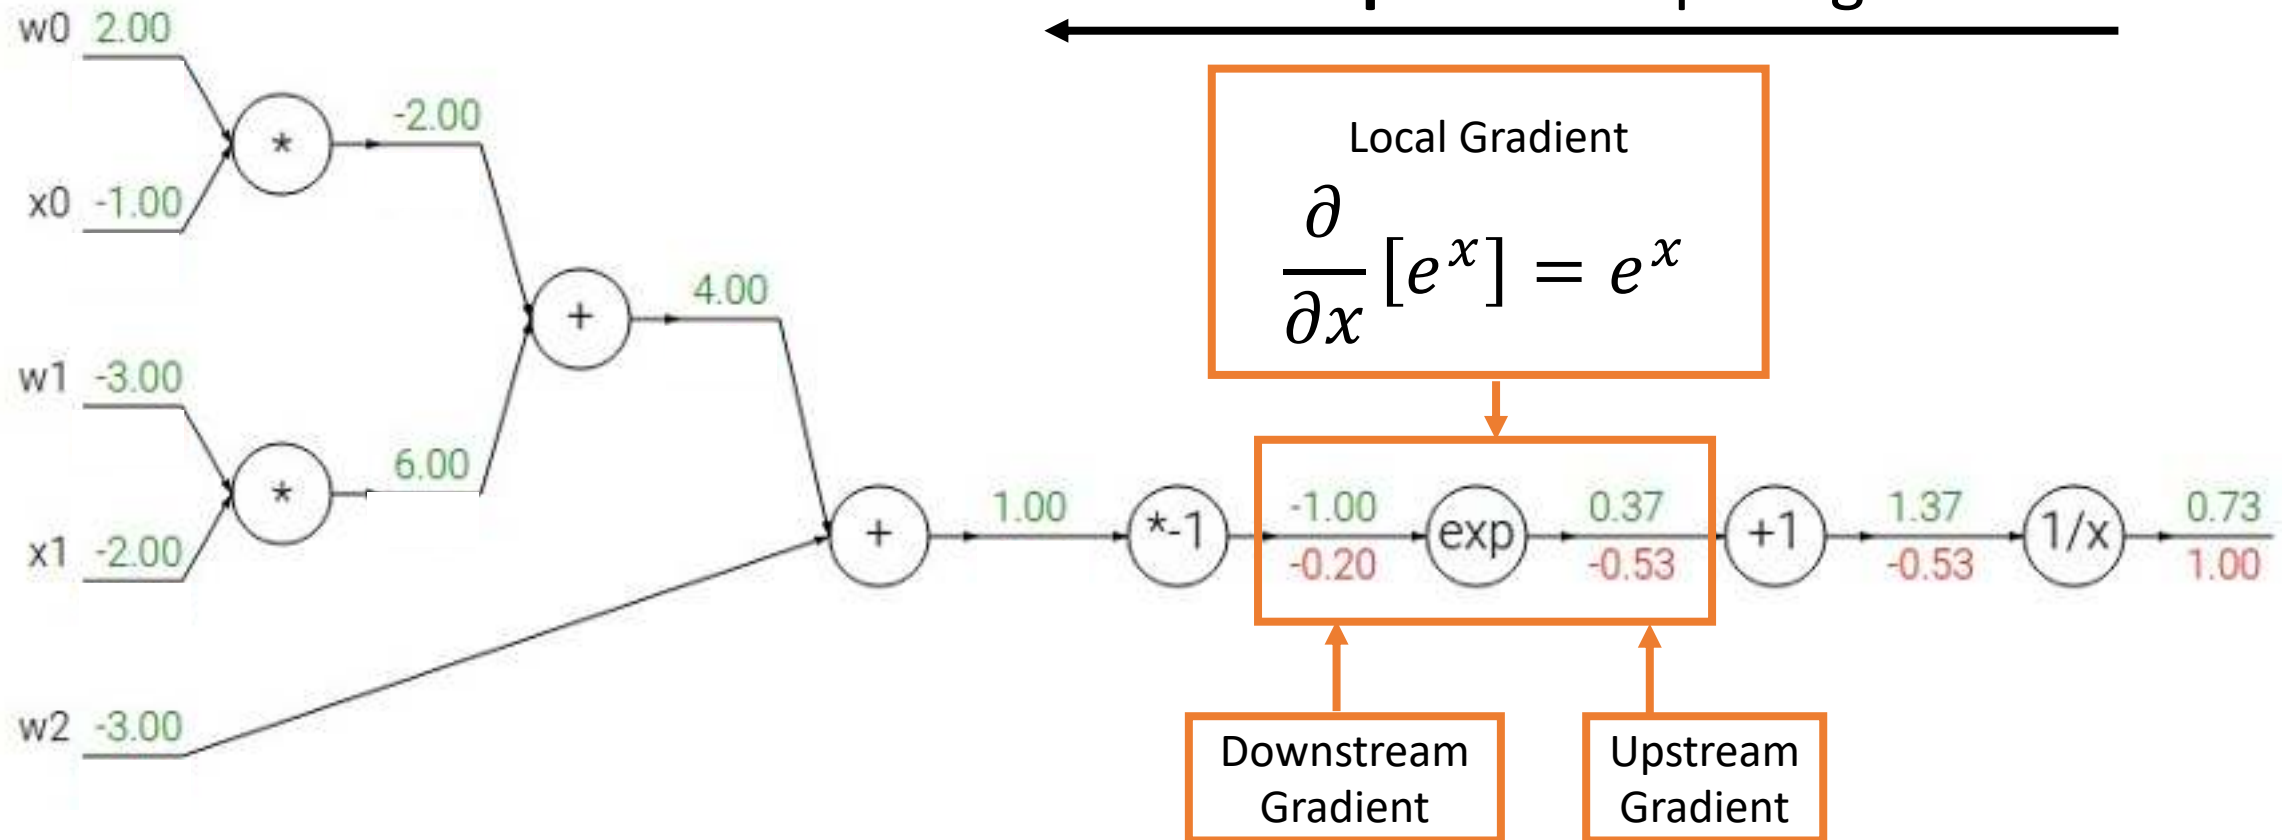 w0 2.00
x0 -1.00
*
-2.00
w1 -3.00
x1 -2.00
*
6.00
+
4.00
w2 -3.00
+
1.00
*-1
-1.00
-0.20
exp
0.37
-0.53
+1
1.37
-0.53
1/x
0.73
1.00
Local Gradient
∂/∂x [e^x] = e^x
Downstream
Gradient
Upstream
Gradient